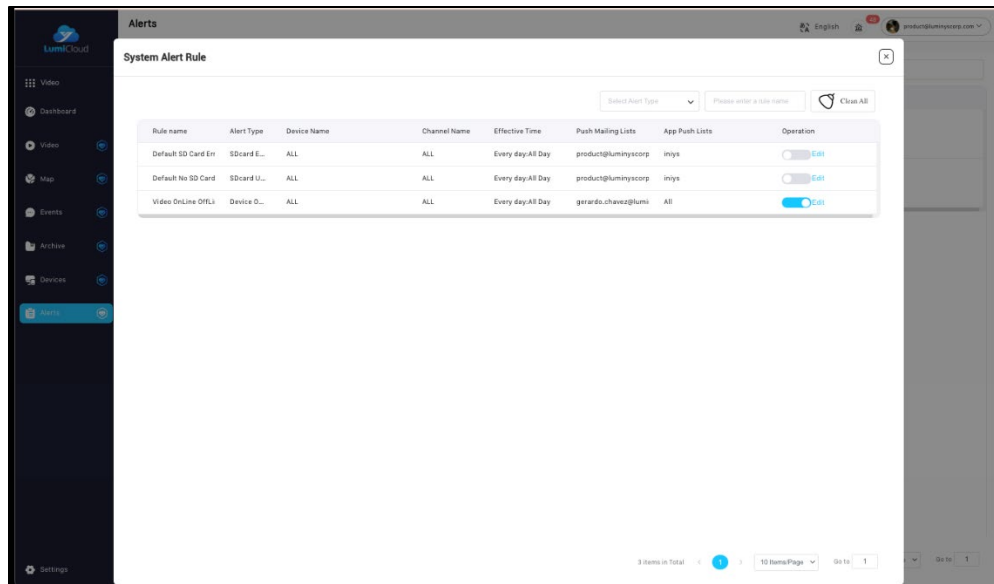 Alerts
English
product@luminyscorp.com
LumiCloud
System Alert Rule
Video
Dashboard
Video
Map
Events
Archive
Devices
Alerts
Settings
Select Alert Type
Please enter a rule name
Clean All
Rule name Alert Type Device Name Channel Name Effective Time Push Mailing Lists App Push Lists Operation
Default SD Card Err SDcard E... ALL ALL Every day:All Day product@luminyscorp iniys Edit
Default No SD Card SDcard U... ALL ALL Every day:All Day product@luminyscorp iniys Edit
Video OnLine OffLi Device O... ALL ALL Every day:All Day gerardo.chavez@lumi All Edit
3 items in Total < 1 > 10 Items/Page Go to 1
Go to 1